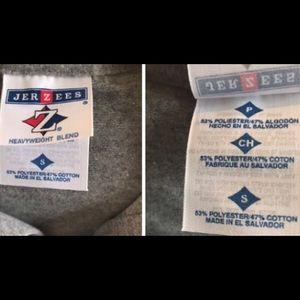 JERZEES
Z
HEAVYWEIGHT BLEND
S
53% POLYESTER/47% COTTON
MADE IN EL SALVADOR
JERZEES
P
53% POLIESTER/47% ALGODÓN
HECHO EN EL SALVADOR
CH
53% POLYESTER/47% COTON
FABRIQUE AU SALVADOR
S
53% POLYESTER/47% COTTON
MADE IN EL SALVADOR